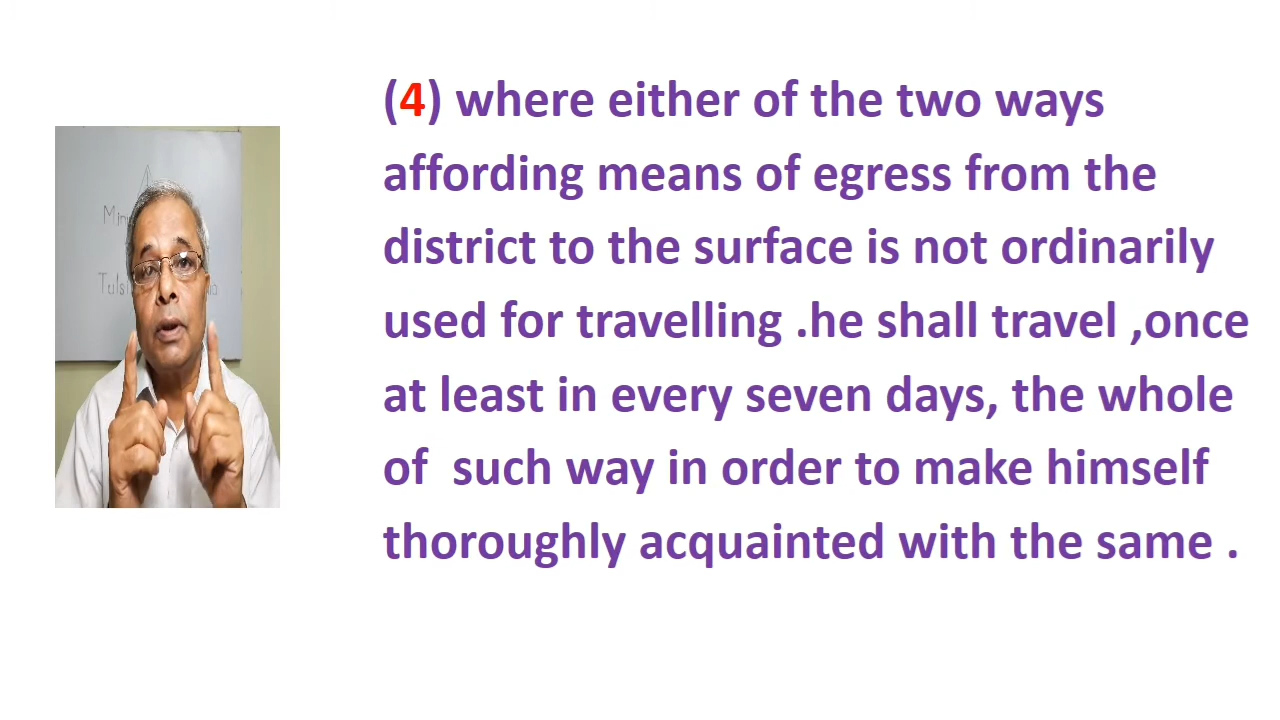 (4) where either of the two ways
affording means of egress from the
district to the surface is not ordinarily
used for travelling .he shall travel ,once
at least in every seven days, the whole
of such way in order to make himself
thoroughly acquainted with the same .